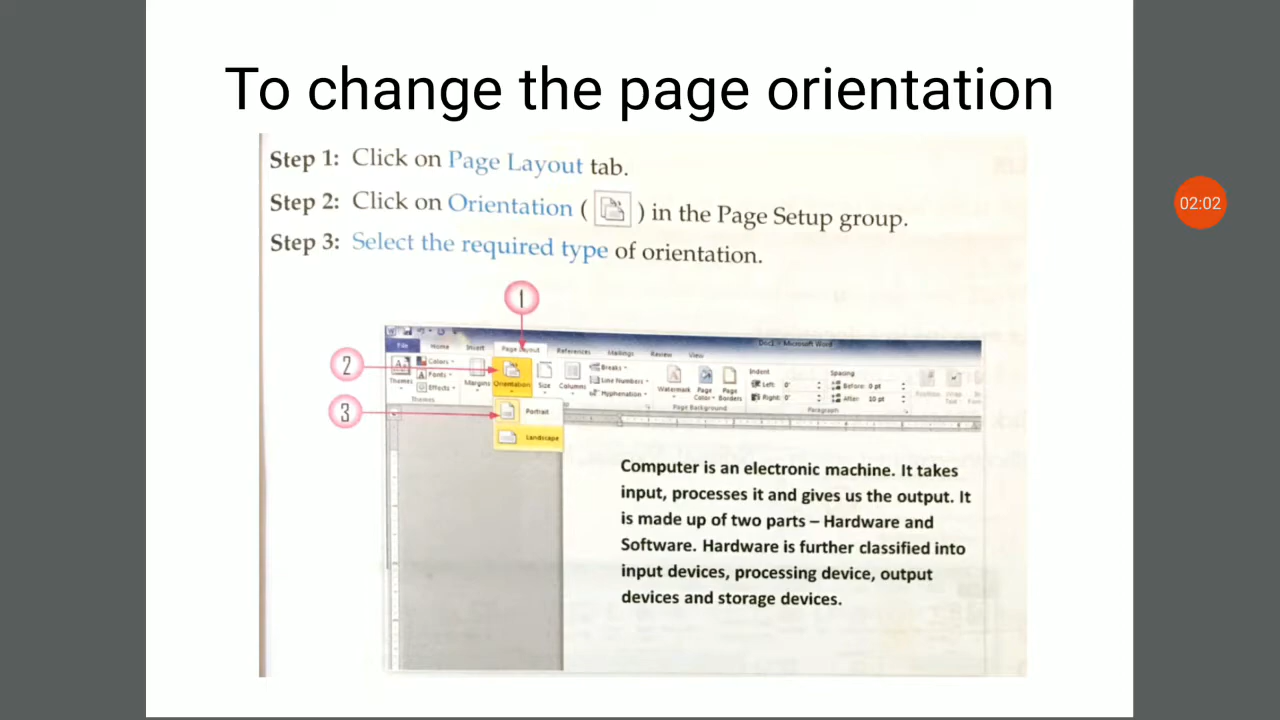 To change the page orientation
Step 1: Click on Page Layout tab.
Step 2: Click on Orientation ( ) in the Page Setup group.
Step 3: Select the required type of orientation.
02:02
1
2
3
Doc1 - Microsoft Word
File Home Insert Page Layout References Mailings Review View
Themes Colors Fonts Effects Margins Orientation Size Columns Breaks Line Numbers Hyphenation Watermark Page Color Page Borders Indent Left: 0" Right: 0" Spacing Before: 0 pt After: 10 pt Position
Themes Page Background Paragraph
Portrait
Landscape
Computer is an electronic machine. It takes
input, processes it and gives us the output. It
is made up of two parts – Hardware and
Software. Hardware is further classified into
input devices, processing device, output
devices and storage devices.